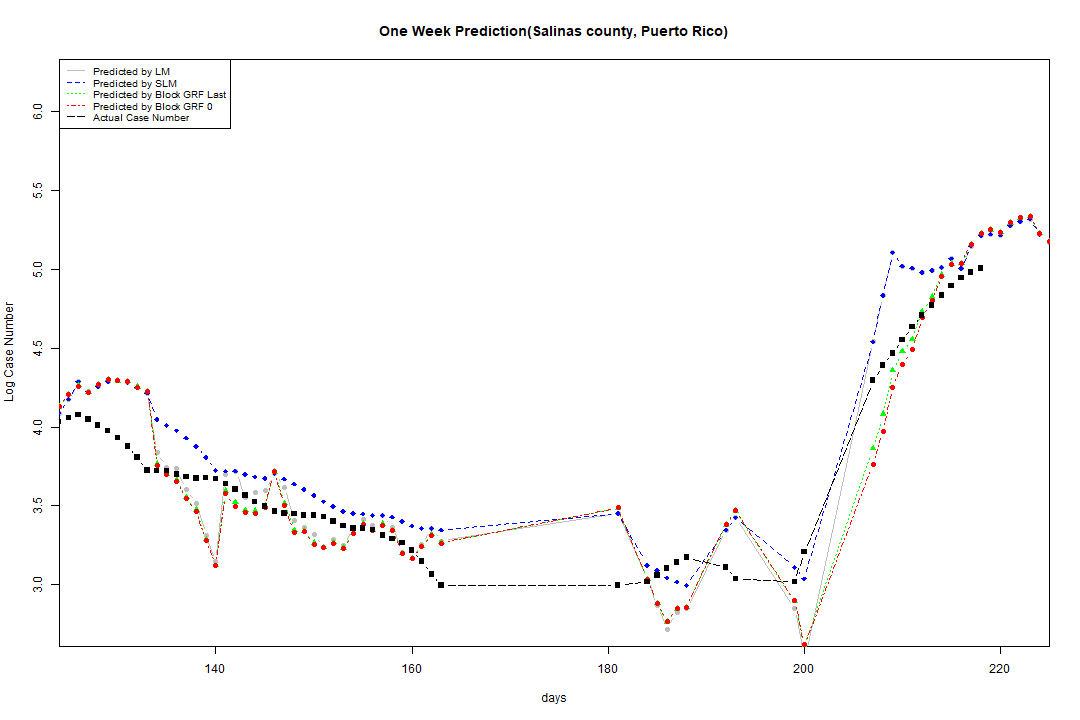 One Week Prediction(Salinas county, Puerto Rico)
Predicted by LM
Predicted by SLM
Predicted by Block GRF Last
Predicted by Block GRF 0
Actual Case Number
6.0
5.5
5.0
4.5
4.0
3.5
3.0
Log Case Number
140 160 180 200 220
days